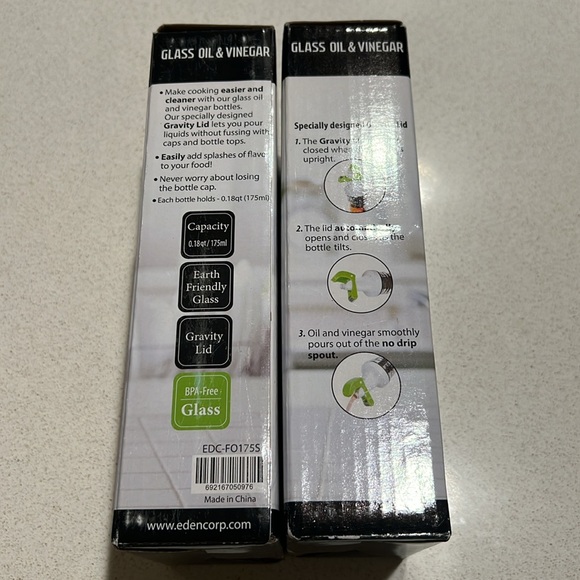 GLASS OIL & VINEGAR
• Make cooking easier and
cleaner with our glass oil
and vinegar bottles.
Our specially designed
Gravity Lid lets you pour
liquids without fussing with
caps and bottle tops.
• Easily add splashes of flavo
to your food!
• Never worry about losing
the bottle cap.
• Each bottle holds - 0.18qt (175ml)
Capacity
0.18 qt / 175ml
Earth
Friendly
Glass
Gravity
Lid
BPA-Free
Glass
EDC-FO175S
692167050976
Made in China
www.edencorp.com
GLASS OIL & VINEGAR
Specially designed
1. The Gravity
closed
upright.
2. The lid automatically
opens and the
bottle tilts.
3. Oil and vinegar smoothly
pours out of the no drip
spout.